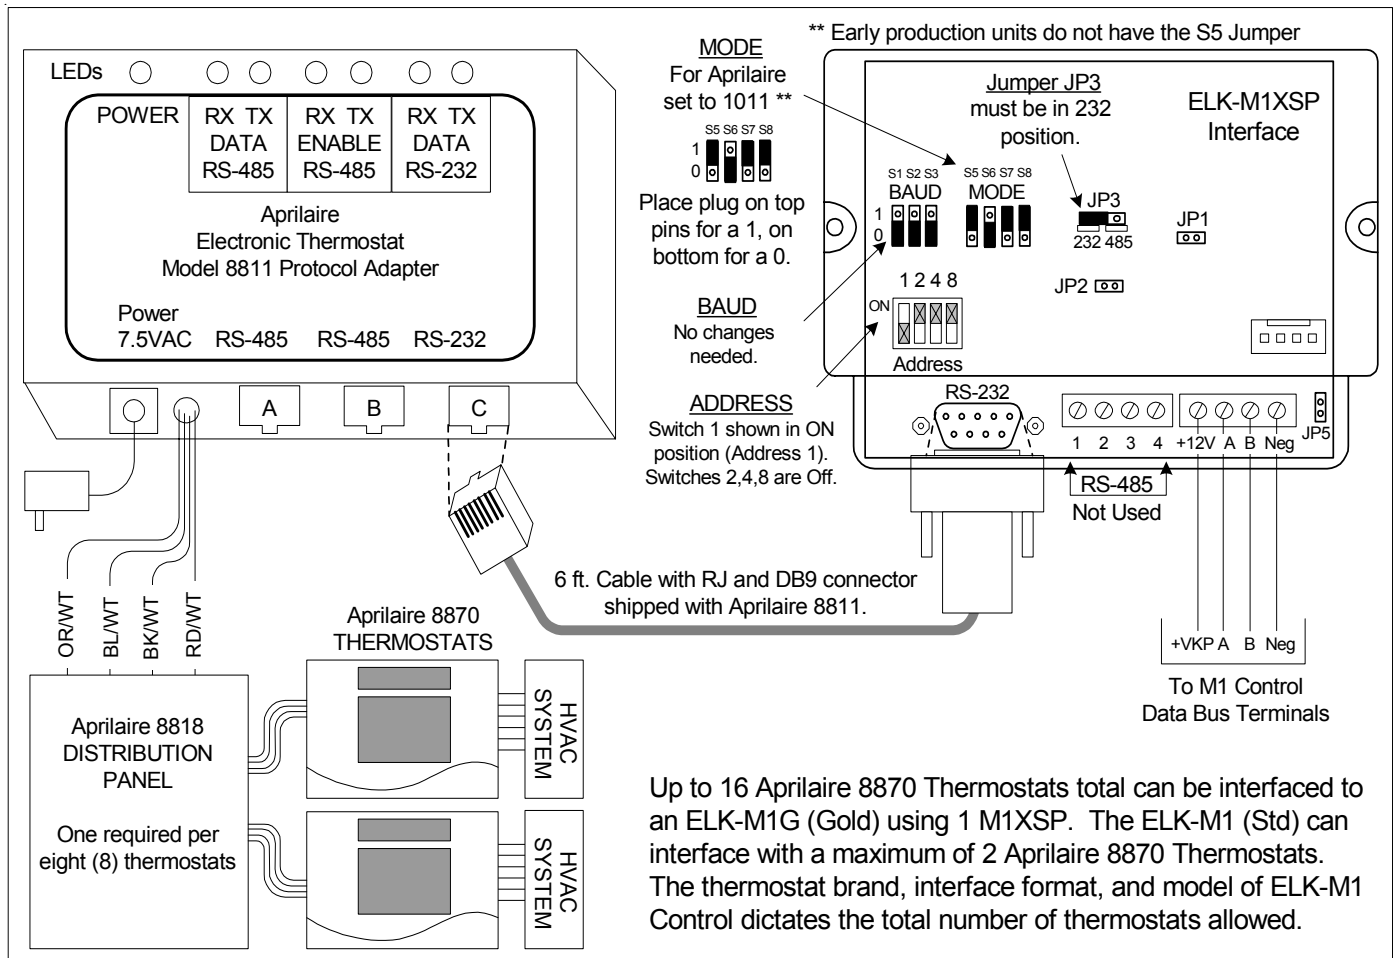 ** Early production units do not have the S5 Jumper
LEDs
POWER
RX TX
DATA
RS-485
RX TX
ENABLE
RS-485
RX TX
DATA
RS-232
Aprilaire
Electronic Thermostat
Model 8811 Protocol Adapter
Power
7.5VAC
RS-485
RS-485
RS-232
A
B
C
MODE
For Aprilaire
set to 1011 **
S5 S6 S7 S8
1
0
Place plug on top
pins for a 1, on
bottom for a 0.
BAUD
No changes
needed.
ADDRESS
Switch 1 shown in ON
position (Address 1).
Switches 2,4,8 are Off.
Jumper JP3
must be in 232
position.
ELK-M1XSP
Interface
S1 S2 S3
BAUD
1
0
S5 S6 S7 S8
MODE
JP3
232 485
JP1
JP2
1 2 4 8
ON
Address
RS-232
1 2 3 4
+12V A B Neg
JP5
RS-485
Not Used
+VKP A B Neg
To M1 Control
Data Bus Terminals
6 ft. Cable with RJ and DB9 connector
shipped with Aprilaire 8811.
OR/WT
BL/WT
BK/WT
RD/WT
Aprilaire 8818
DISTRIBUTION
PANEL
One required per
eight (8) thermostats
Aprilaire 8870
THERMOSTATS
HVAC
SYSTEM
HVAC
SYSTEM
Up to 16 Aprilaire 8870 Thermostats total can be interfaced to
an ELK-M1G (Gold) using 1 M1XSP. The ELK-M1 (Std) can
interface with a maximum of 2 Aprilaire 8870 Thermostats.
The thermostat brand, interface format, and model of ELK-M1
Control dictates the total number of thermostats allowed.